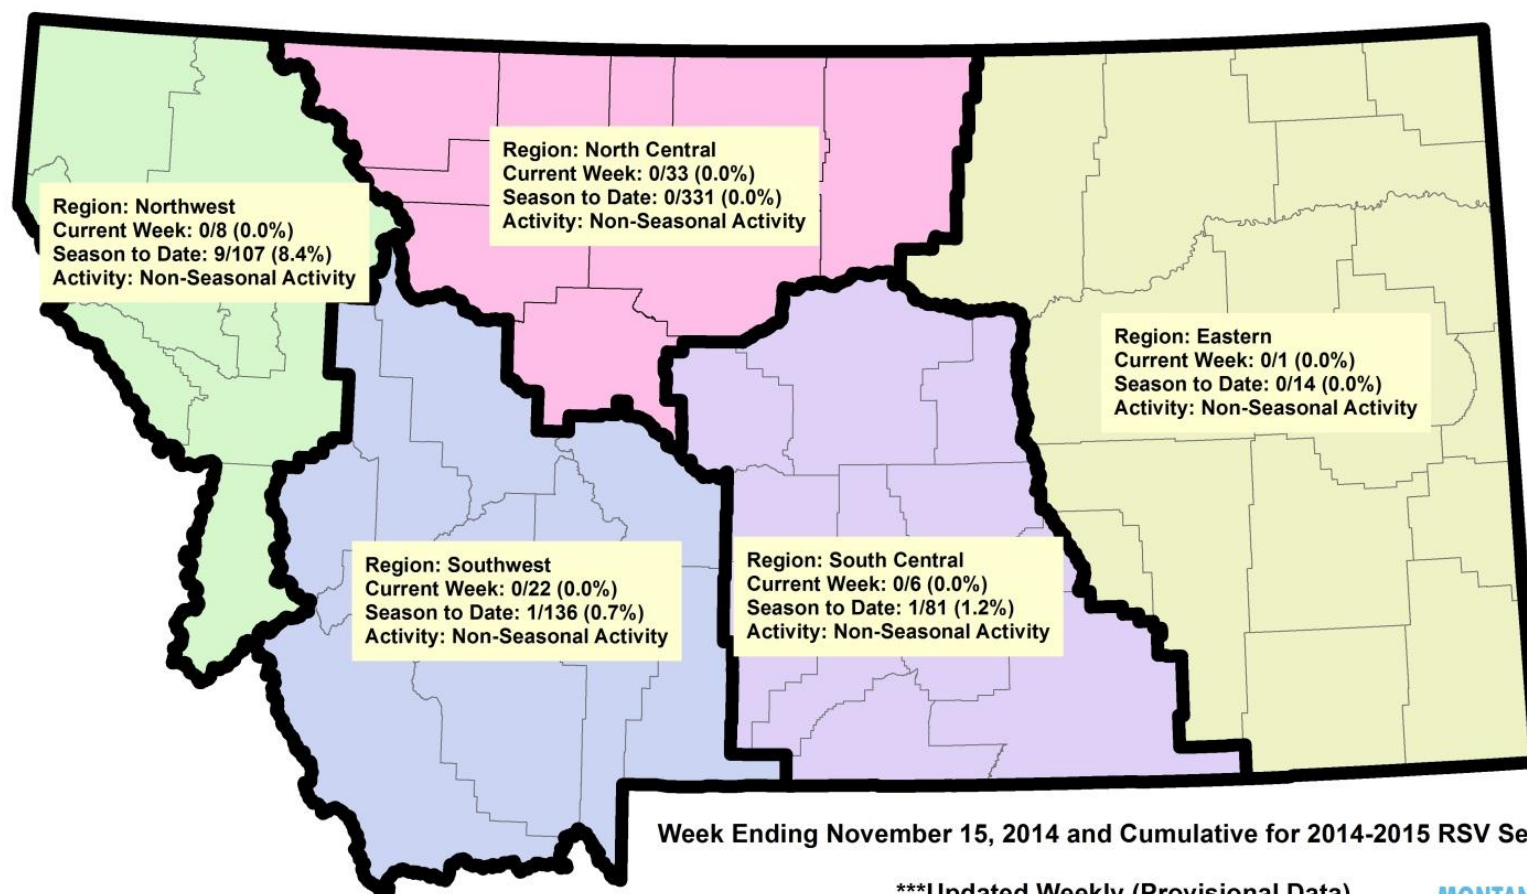 Region: North Central
Current Week: 0/33 (0.0%)
Season to Date: 0/331 (0.0%)
Activity: Non-Seasonal Activity
Region: Northwest
Current Week: 0/8 (0.0%)
Season to Date: 9/107 (8.4%)
Activity: Non-Seasonal Activity
Region: Eastern
Current Week: 0/1 (0.0%)
Season to Date: 0/14 (0.0%)
Activity: Non-Seasonal Activity
Region: Southwest
Current Week: 0/22 (0.0%)
Season to Date: 1/136 (0.7%)
Activity: Non-Seasonal Activity
Region: South Central
Current Week: 0/6 (0.0%)
Season to Date: 1/81 (1.2%)
Activity: Non-Seasonal Activity
Week Ending November 15, 2014 and Cumulative for 2014-2015 RSV Se
***Updated Weekly (Provisional Data)